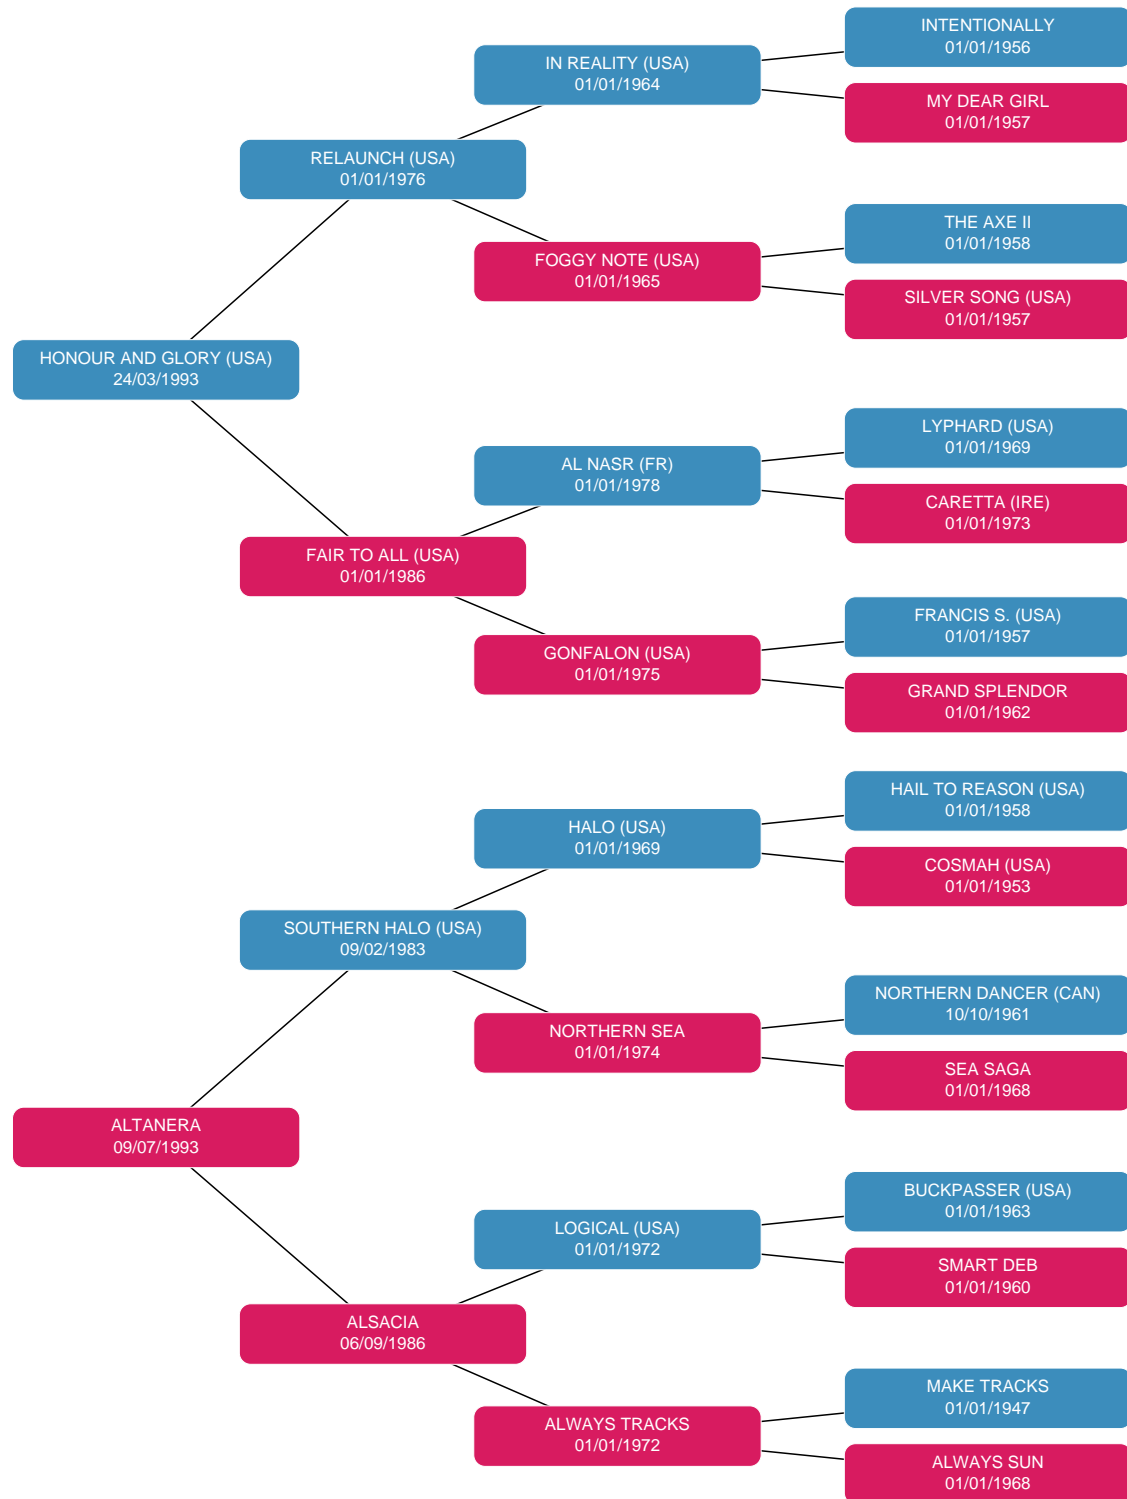 INTENTIONALLY
01/01/1956
IN REALITY (USA)
01/01/1964
MY DEAR GIRL
01/01/1957
RELAUNCH (USA)
01/01/1976
THE AXE II
01/01/1958
FOGGY NOTE (USA)
01/01/1965
SILVER SONG (USA)
01/01/1957
HONOUR AND GLORY (USA)
24/03/1993
LYPHARD (USA)
01/01/1969
AL NASR (FR)
01/01/1978
CARETTA (IRE)
01/01/1973
FAIR TO ALL (USA)
01/01/1986
FRANCIS S. (USA)
01/01/1957
GONFALON (USA)
01/01/1975
GRAND SPLENDOR
01/01/1962
HAIL TO REASON (USA)
01/01/1958
HALO (USA)
01/01/1969
COSMAH (USA)
01/01/1953
SOUTHERN HALO (USA)
09/02/1983
NORTHERN DANCER (CAN)
10/10/1961
NORTHERN SEA
01/01/1974
SEA SAGA
01/01/1968
ALTANERA
09/07/1993
BUCKPASSER (USA)
01/01/1963
LOGICAL (USA)
01/01/1972
SMART DEB
01/01/1960
ALSACIA
06/09/1986
MAKE TRACKS
01/01/1947
ALWAYS TRACKS
01/01/1972
ALWAYS SUN
01/01/1968